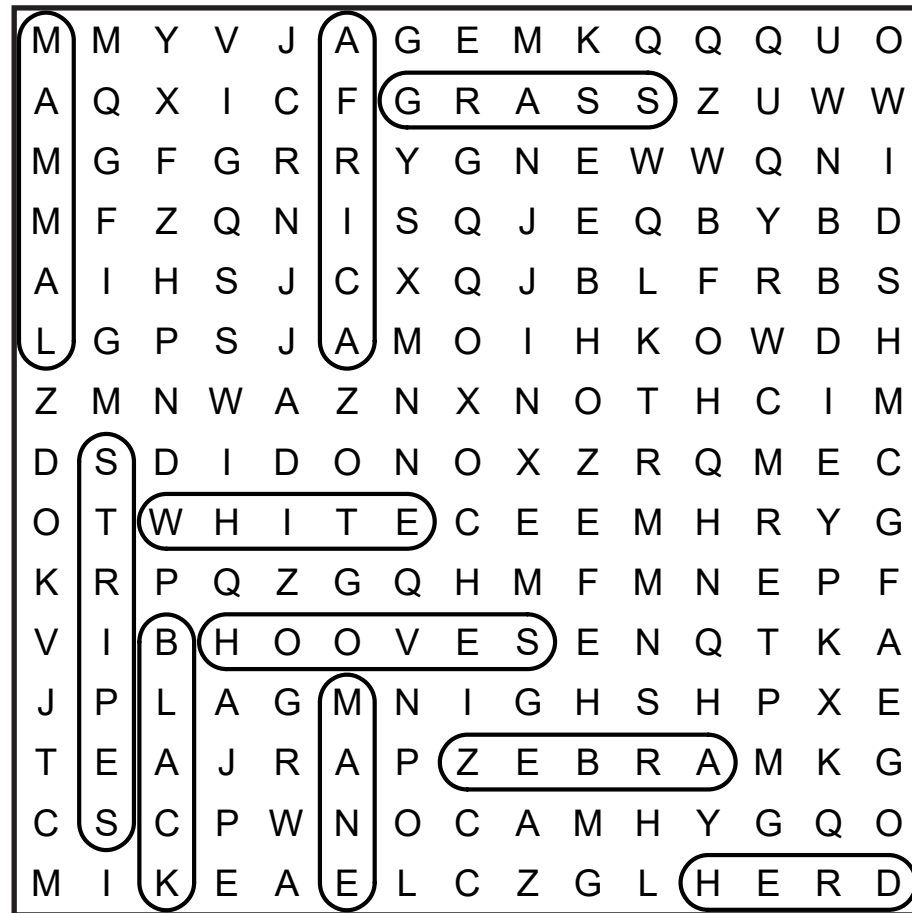 M M Y V J A G E M K Q Q Q U O
A Q X I C F G R A S S Z U W W
M G F G R R Y G N E W W Q N I
M F Z Q N I S Q J E Q B Y B D
A I H S J C X Q J B L F R B S
L G P S J A M O I H K O W D H
Z M N W A Z N X N O T H C I M
D S D I D O N O X Z R Q M E C
O T W H I T E C E E M H R Y G
K R P Q Z G Q H M F M N E P F
V I B H O O V E S E N Q T K A
J P L A G M N I G H S H P X E
T E A J R A P Z E B R A M K G
C S C P W N O C A M H Y G Q O
M I K E A E L C Z G L H E R D